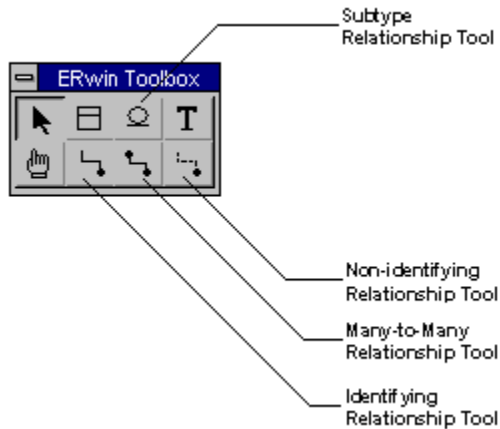 Subtype
Relationship Tool
ERwin Toolbox
T
Non-identifying
Relationship Tool
Many-to-Many
Relationship Tool
Identifying
Relationship Tool